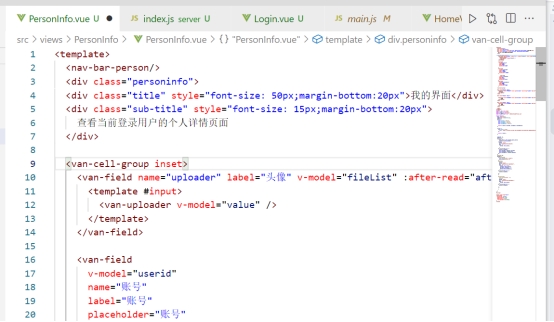 PersonInfo.vue U
index.js server U
Login.vue U
main.js M
HomeV
src > views > PersonInfo > PersonInfo.vue > {} "PersonInfo.vue" > template > div.personinfo > van-cell-group
1 <template>
2 <nav-bar-person/>
3 <div class="personinfo">
4 <div class="title" style="font-size: 50px;margin-bottom:20px">我的界面</div>
5 <div class="sub-title" style="font-size: 15px;margin-bottom:20px">
6 查看当前登录用户的个人详情页面
7 </div>
8
9 <van-cell-group inset>
10 <van-field name="uploader" label="头像" v-model="fileList" :after-read="aft
11 <template #input>
12 <van-uploader v-model="value" />
13 </template>
14 </van-field>
15
16 <van-field
17 v-model="userid"
18 name="账号"
19 label="账号"
20 placeholder="账号"